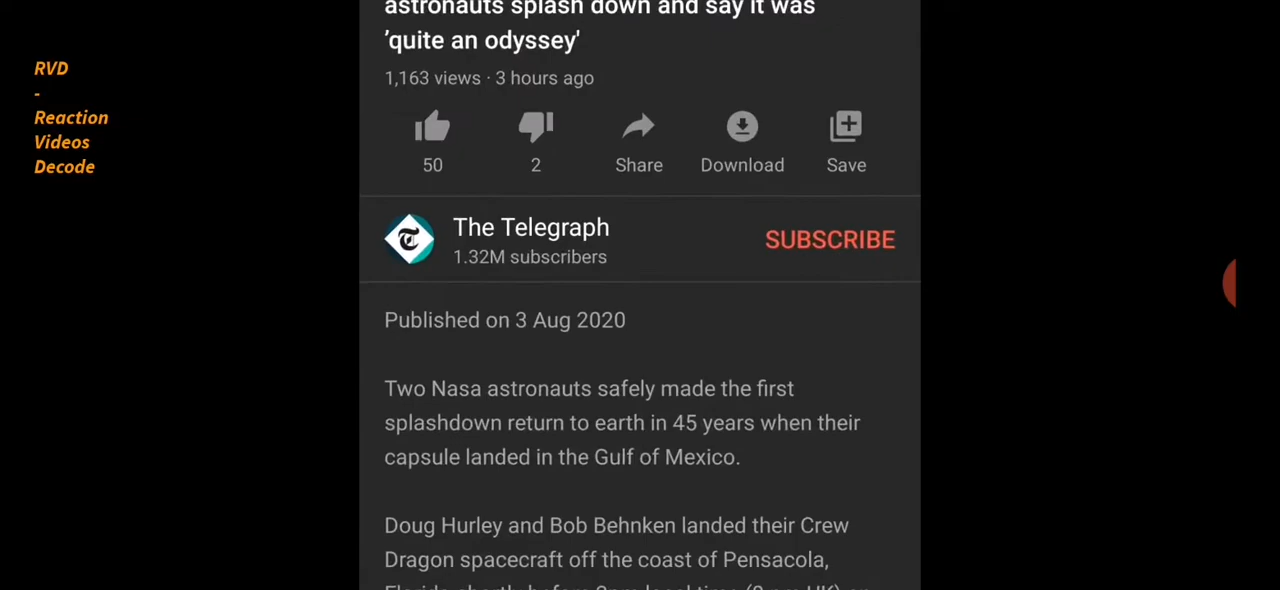 RVD
-
Reaction
Videos
Decode
astronauts splash down and say it was
'quite an odyssey'
1,163 views · 3 hours ago
50
2
Share
Download
Save
The Telegraph
1.32M subscribers
SUBSCRIBE
Published on 3 Aug 2020
Two Nasa astronauts safely made the first
splashdown return to earth in 45 years when their
capsule landed in the Gulf of Mexico.
Doug Hurley and Bob Behnken landed their Crew
Dragon spacecraft off the coast of Pensacola,